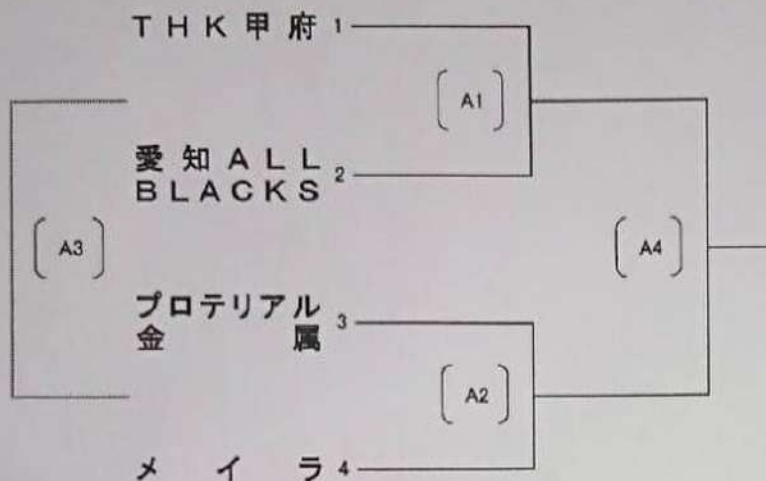 THK甲府 1
[A1]
愛知ALL
BLACKS 2
[A3]
[A4]
プロテリアル
金属 3
[A2]
メイラ 4